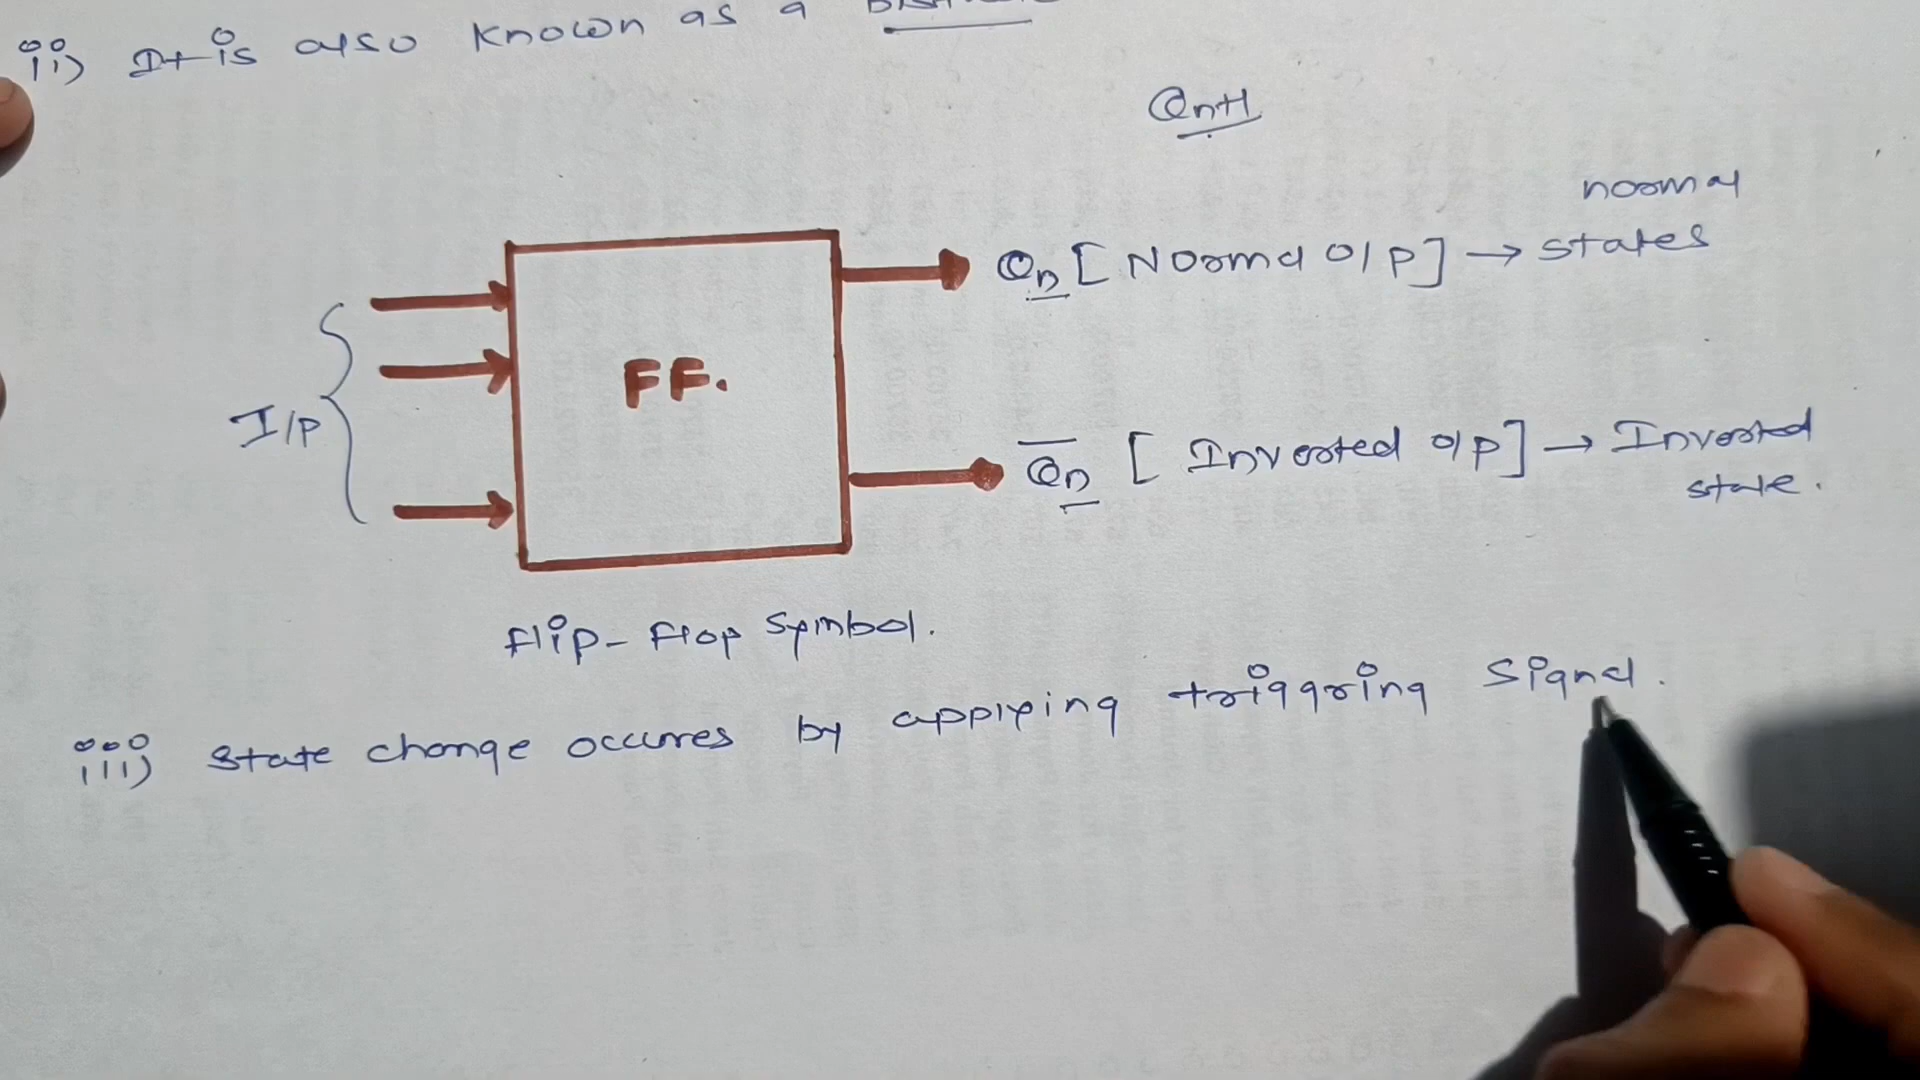 ii) It is also known as a
Qn+1
normal
Qn [Normal O/P] → states
FF.
I/P
Q̅n [Inverted O/P] → Inverted
state.
Flip-Flop Symbol.
iii) State change occures by applying triggring signal.